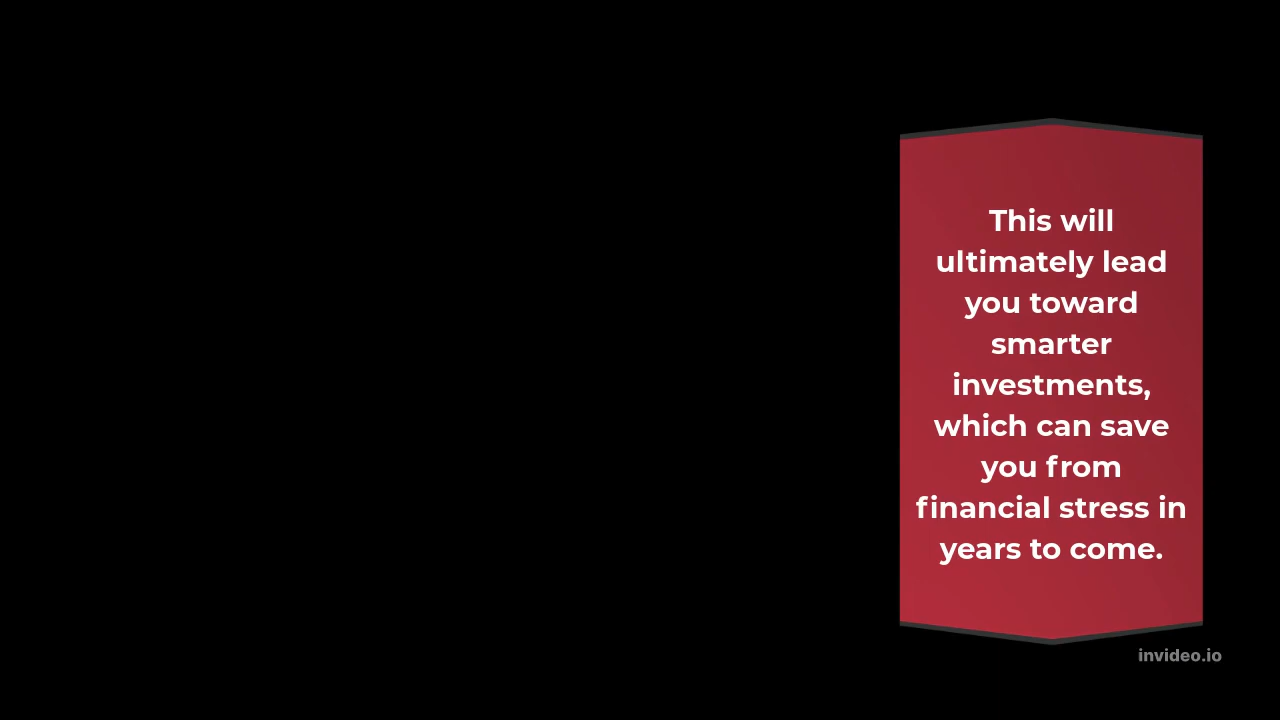 This will
ultimately lead
you toward
smarter
investments,
which can save
you from
financial stress in
years to come.
invideo.io